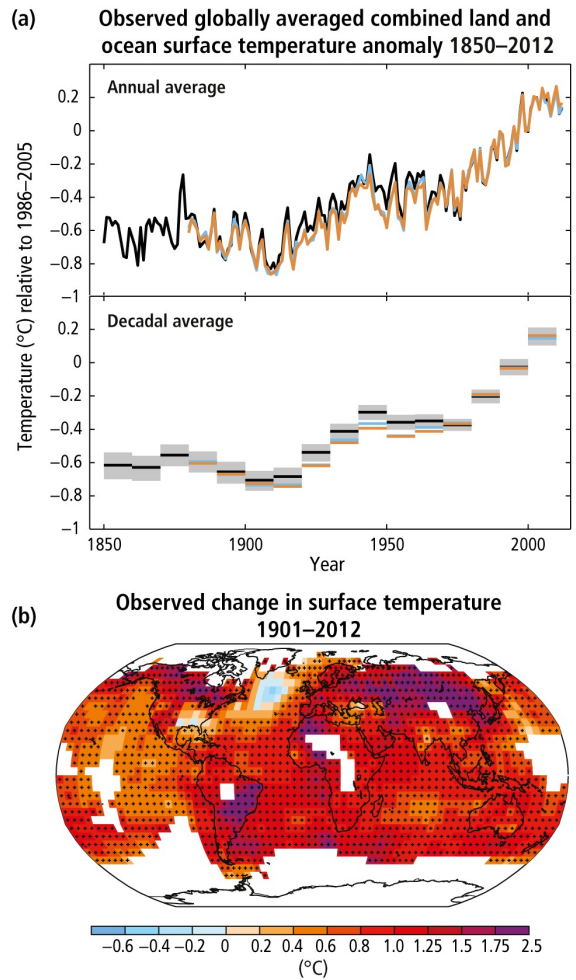 (a)
Observed globally averaged combined land and
ocean surface temperature anomaly 1850–2012
Annual average
0.2
0
−0.2
−0.4
−0.6
−0.8
−1
Temperature (°C) relative to 1986–2005
Decadal average
0.2
0
−0.2
−0.4
−0.6
−0.8
−1
1850 1900 1950 2000
Year
(b)
Observed change in surface temperature
1901–2012
−0.6 −0.4 −0.2 0 0.2 0.4 0.6 0.8 1.0 1.25 1.5 1.75 2.5
(°C)